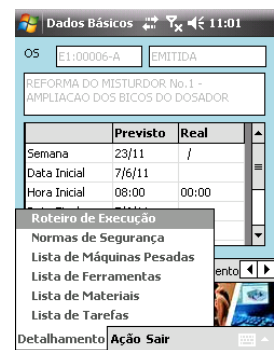 Dados Básicos 11:01
OS E1:00006-A EMITIDA
REFORMA DO MISTURDOR No.1 -
AMPLIACAO DOS BICOS DO DOSADOR
Previsto Real
Semana 23/11 /
Data Inicial 7/6/11
Hora Inicial 08:00 00:00
Roteiro de Execução
Normas de Segurança
Lista de Máquinas Pesadas
ento
Lista de Ferramentas
Lista de Materiais
Lista de Tarefas
Detalhamento Ação Sair